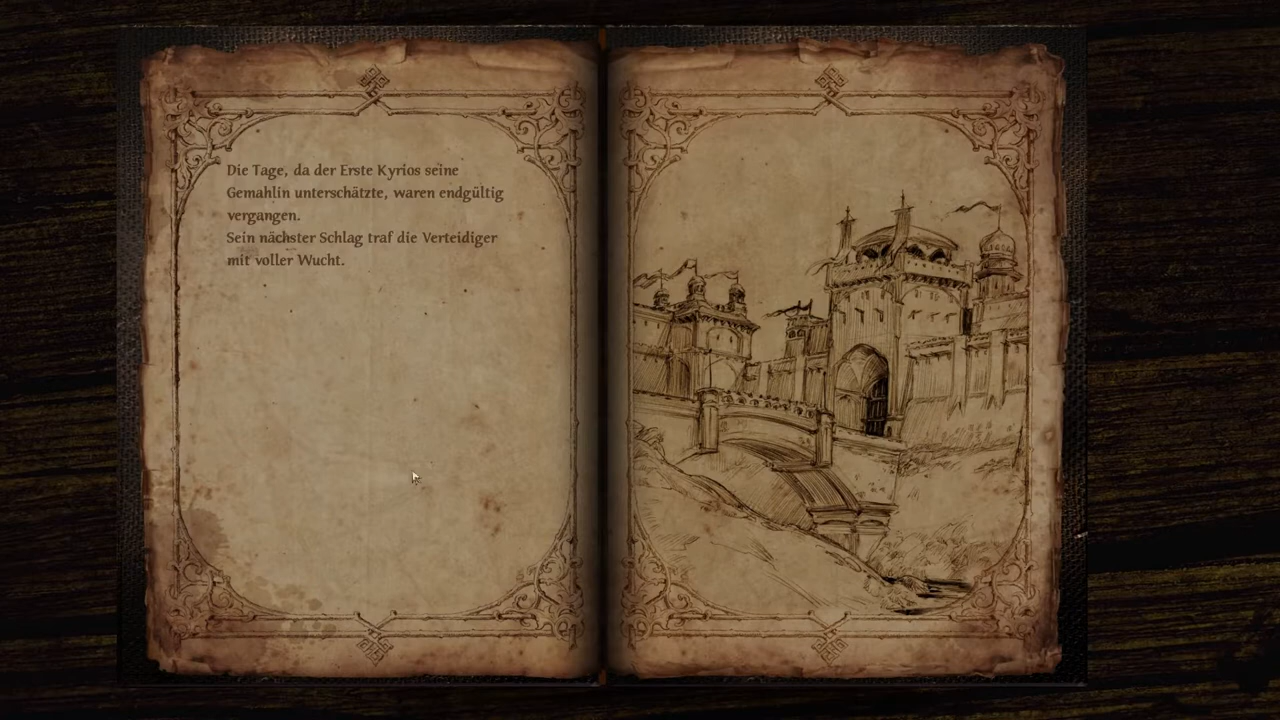 Die Tage, da der Erste Kyrios seine
Gemahlin unterschätzte, waren endgültig
vergangen.
Sein nächster Schlag traf die Verteidiger
mit voller Wucht.